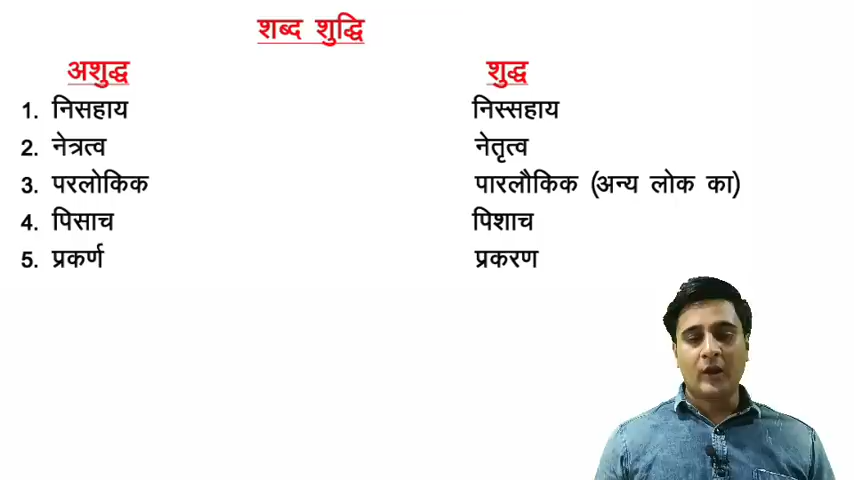 शब्द शुद्धि
अशुद्ध शुद्ध
1. निसहाय निस्सहाय
2. नेत्रत्व नेतृत्व
3. परलोकिक पारलौकिक (अन्य लोक का)
4. पिसाच पिशाच
5. प्रकर्ण प्रकरण